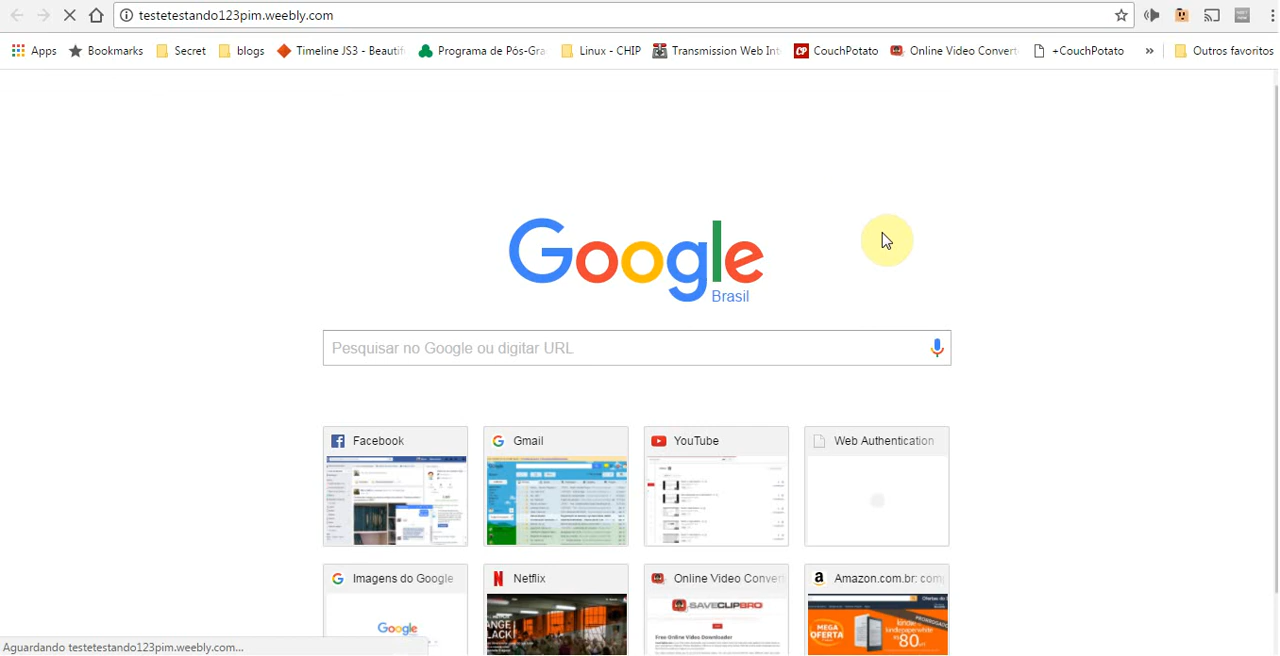 testetestando123pim.weebly.com
Apps Bookmarks Secret blogs Timeline JS3 - Beautif Programa de Pós-Gra Linux - CHIP Transmission Web Int CouchPotato Online Video Convert +CouchPotato » Outros favoritos
Google
Brasil
Pesquisar no Google ou digitar URL
Facebook Gmail YouTube Web Authentication
Imagens do Google Netflix Online Video Convert Amazon.com.br: com
Google
SAVECLIPBRO
Free Online Video Downloader
MEGA OFERTA
kindle
80
Aguardando testetestando123pim.weebly.com...